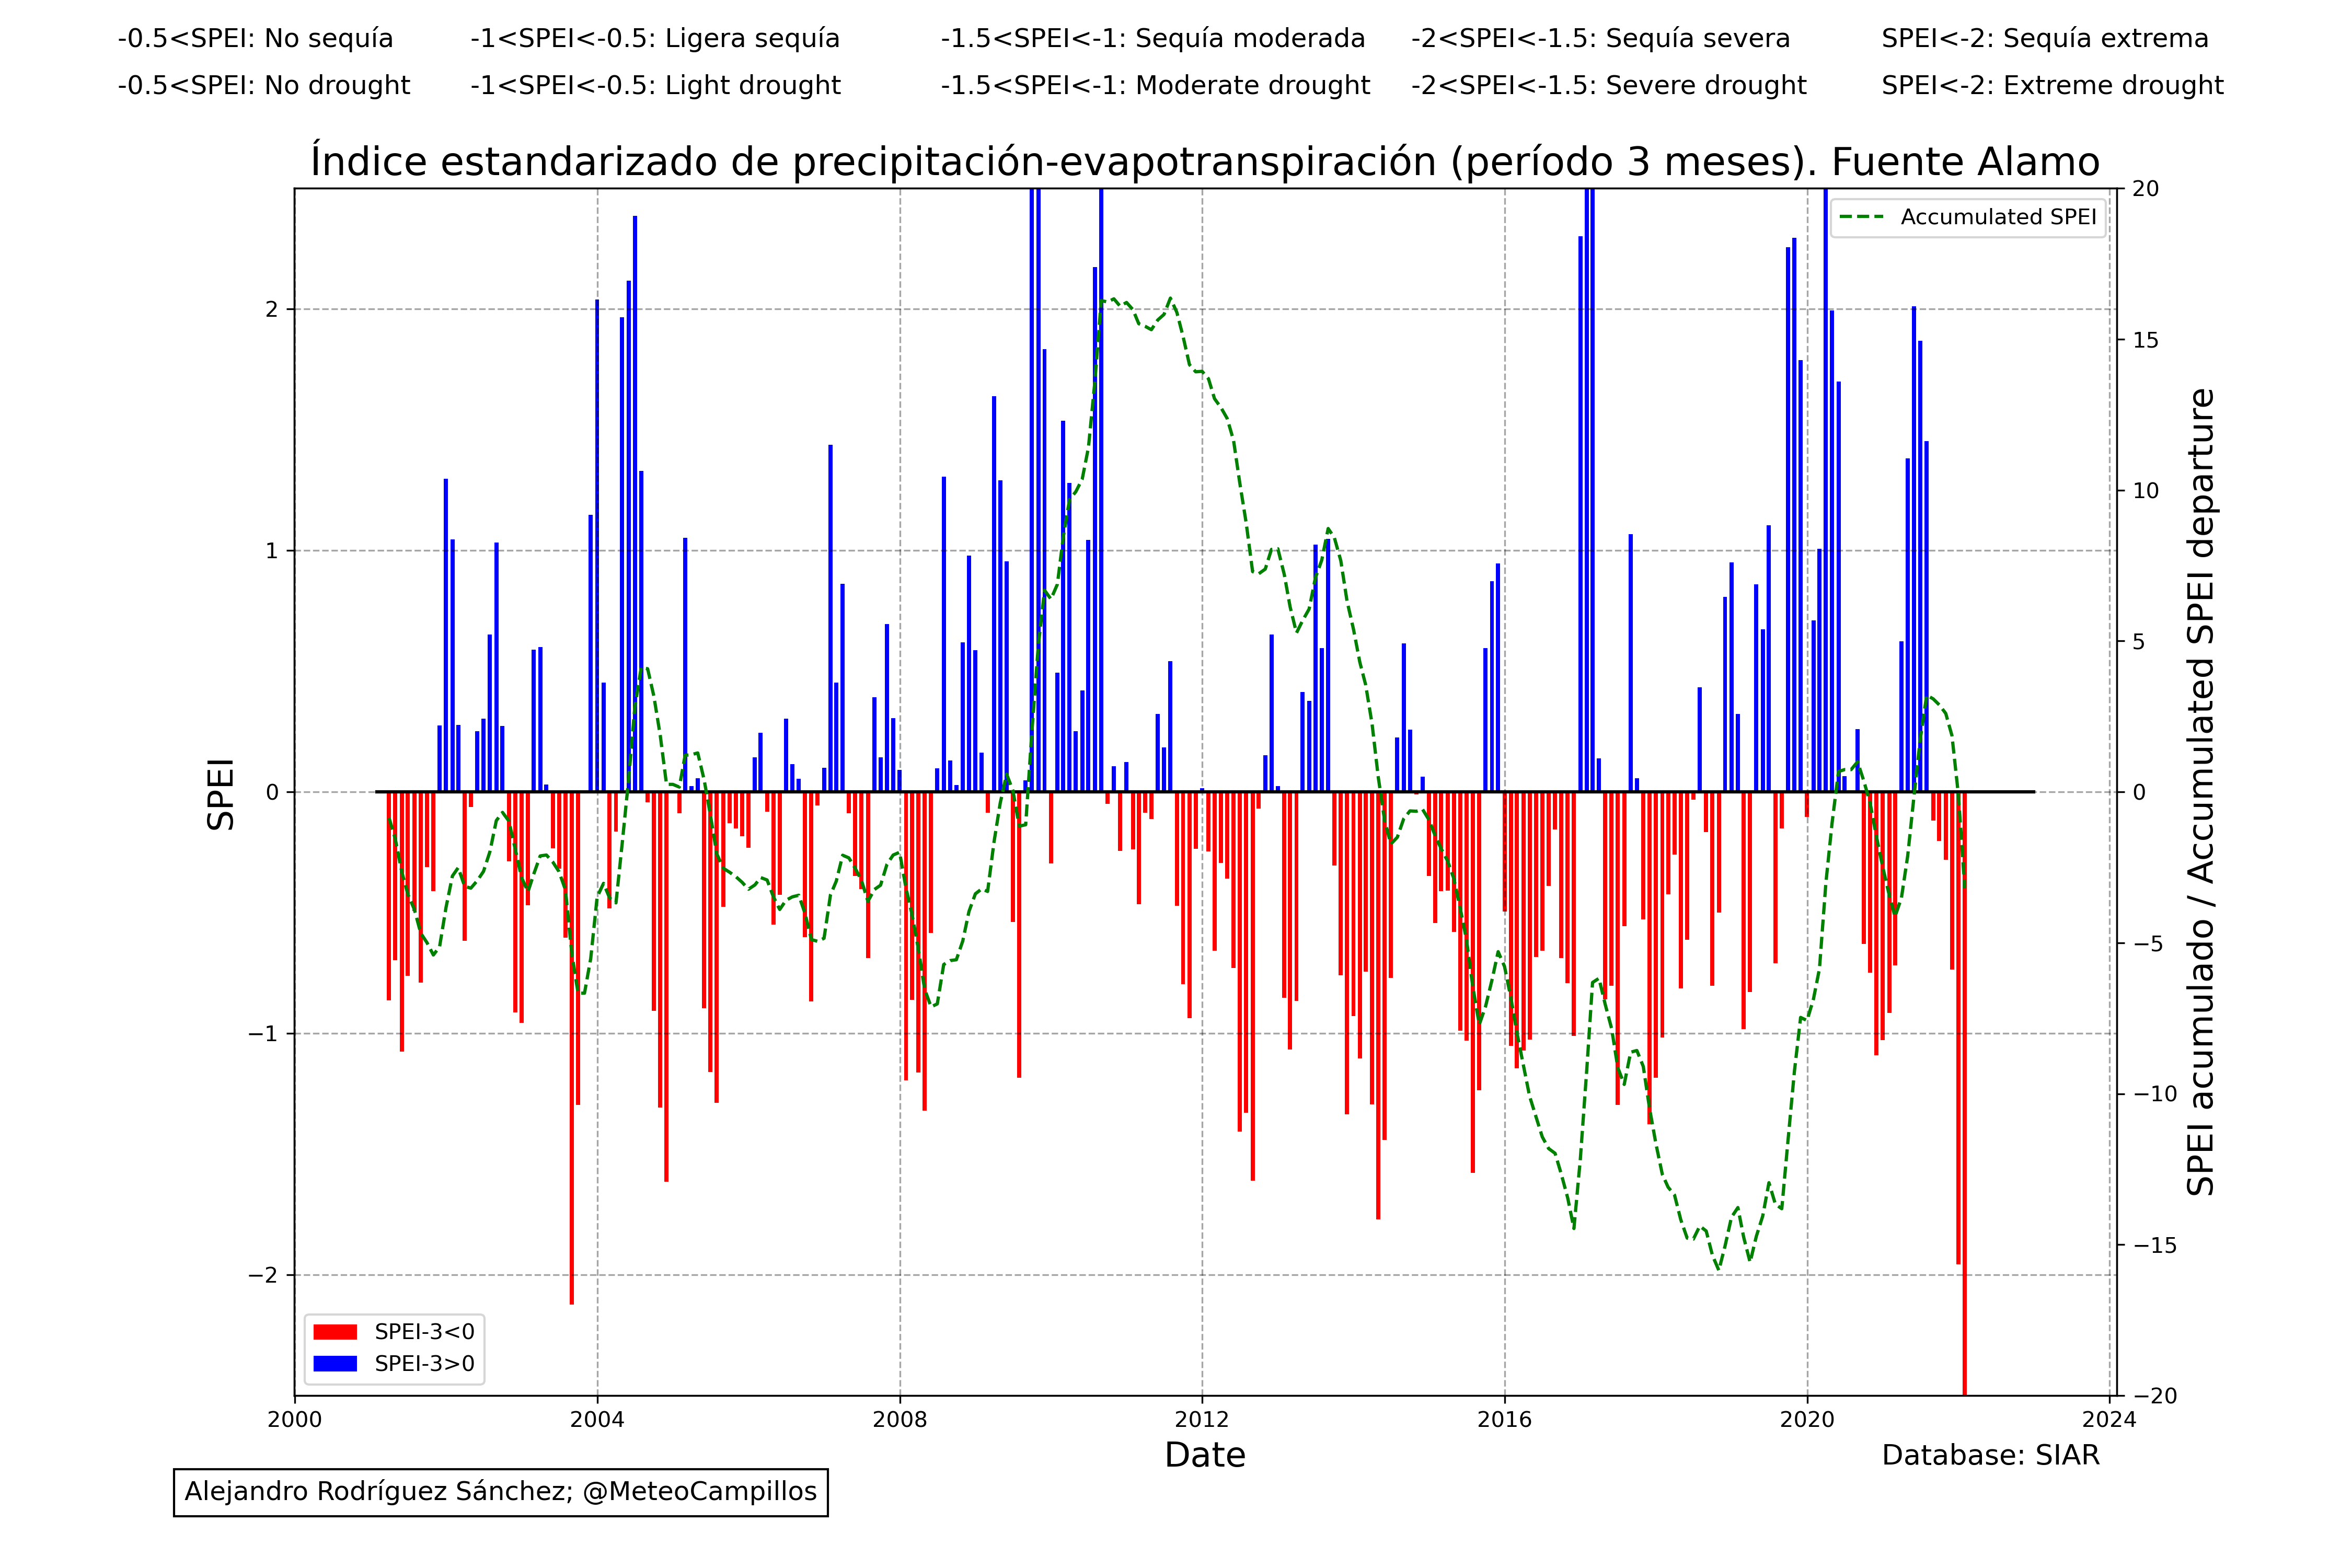 -0.5<SPEI: No sequía -1<SPEI<-0.5: Ligera sequía -1.5<SPEI<-1: Sequía moderada -2<SPEI<-1.5: Sequía severa SPEI<-2: Sequía extrema
-0.5<SPEI: No drought -1<SPEI<-0.5: Light drought -1.5<SPEI<-1: Moderate drought -2<SPEI<-1.5: Severe drought SPEI<-2: Extreme drought
Índice estandarizado de precipitación-evapotranspiración (período 3 meses). Fuente Alamo
Accumulated SPEI
SPEI
2
1
0
−1
−2
20
15
10
5
0
−5
−10
−15
−20
SPEI acumulado / Accumulated SPEI departure
SPEI-3<0
SPEI-3>0
2000 2004 2008 2012 2016 2020 2024
Date
Database: SIAR
Alejandro Rodríguez Sánchez; @MeteoCampillos